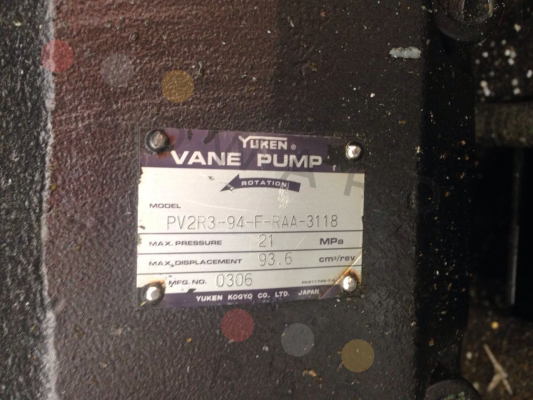 YUKEN®
VANE PUMP
ROTATION
MODEL
PV2R3-94-F-RAA-3118
MAX. PRESSURE 21 MPa
MAX. DISPLACEMENT 93.6 cm³/rev
MFG. NO. 0306
YUKEN KOGYO CO. LTD. JAPAN